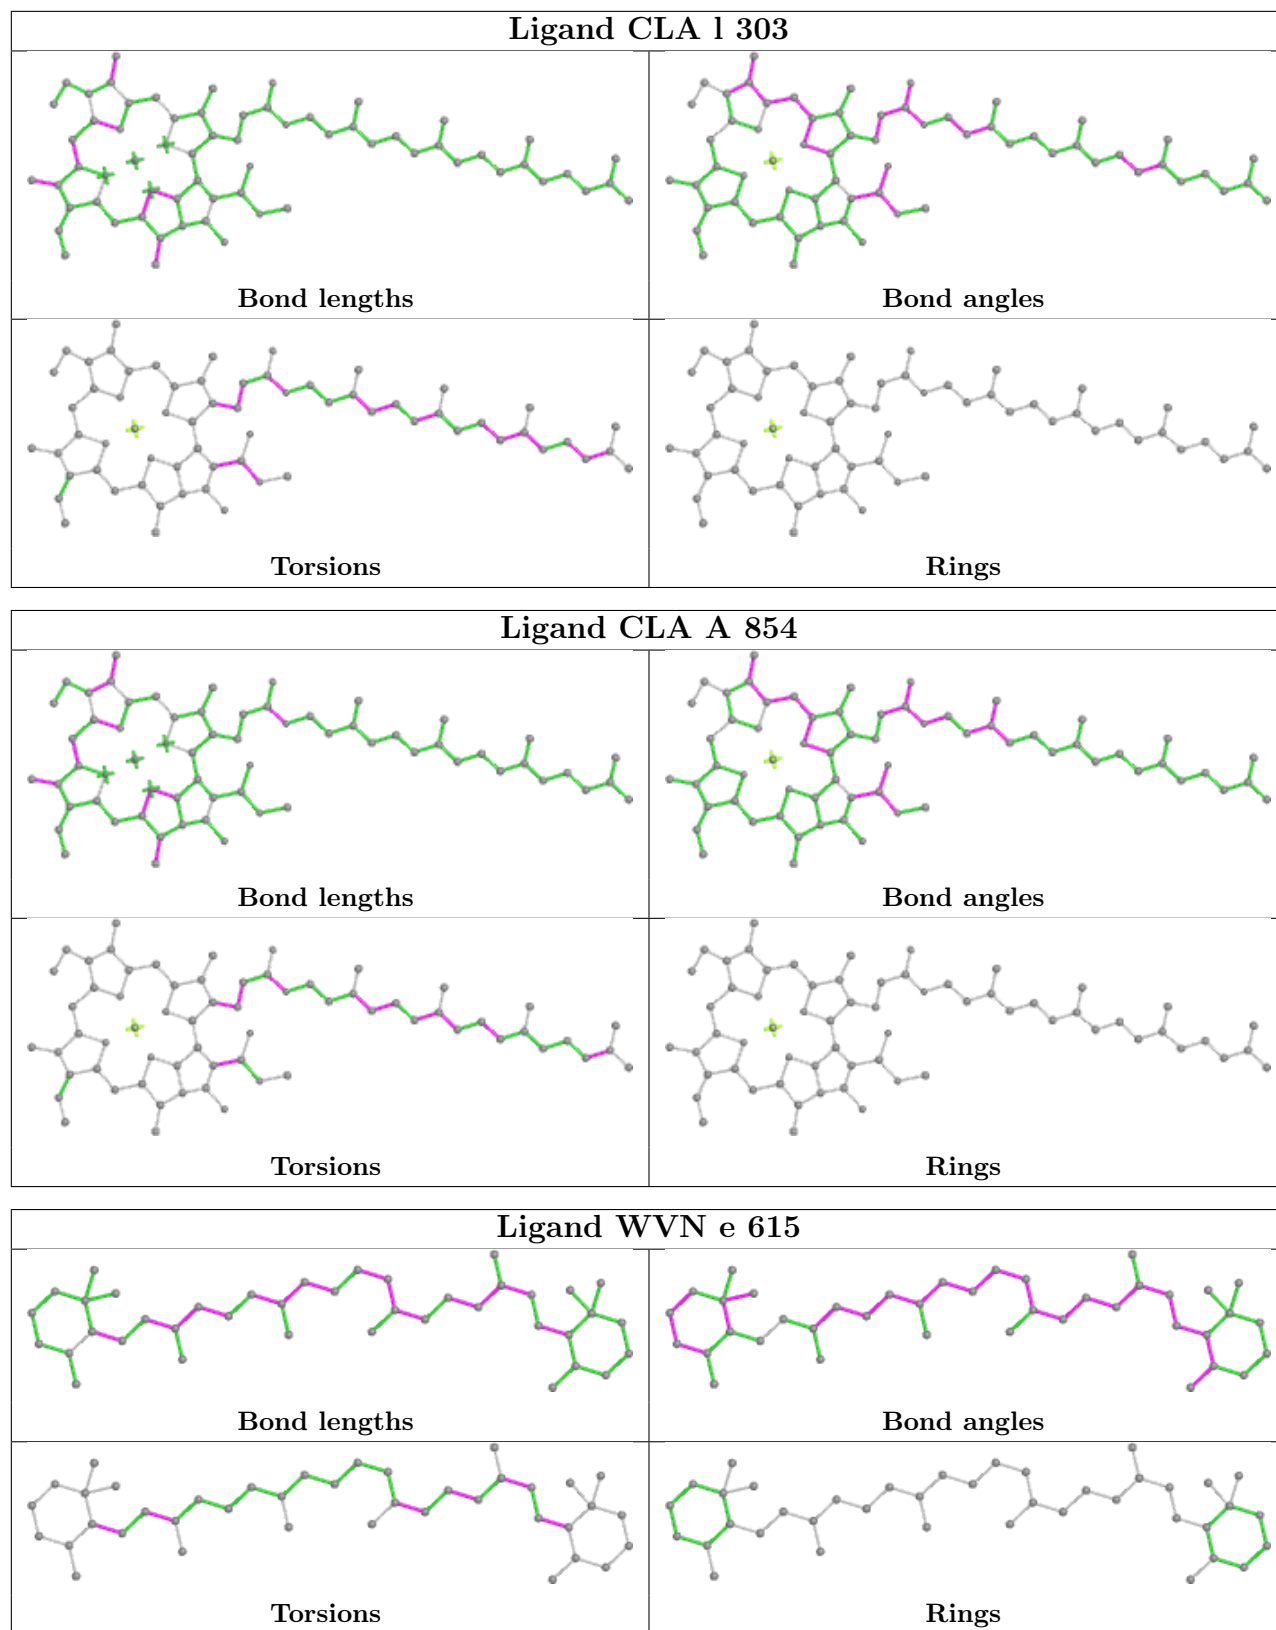 Ligand CLA l 303
Bond lengths
Bond angles
Torsions
Rings
Ligand CLA A 854
Bond lengths
Bond angles
Torsions
Rings
Ligand WVN e 615
Bond lengths
Bond angles
Torsions
Rings